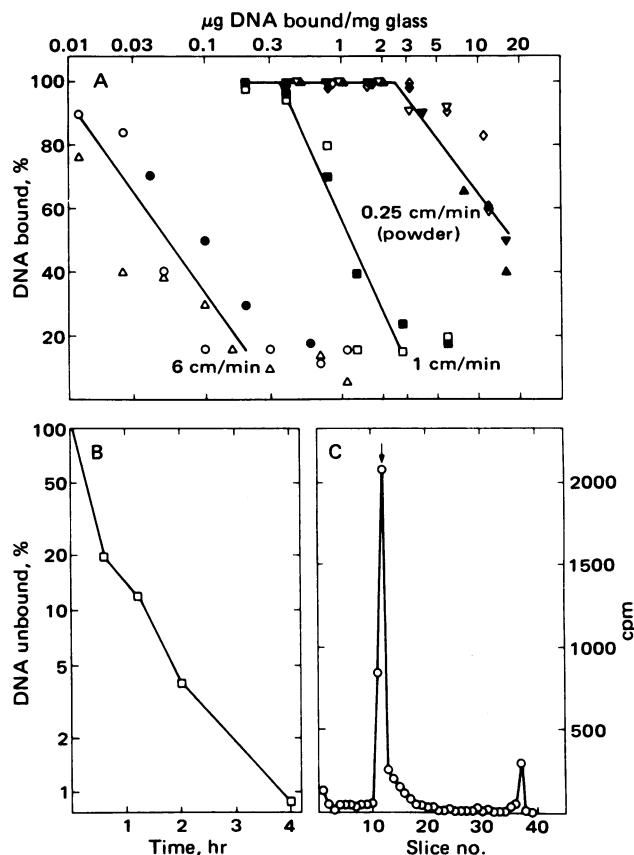 µg DNA bound/mg glass
0.01 0.03 0.1 0.3 1 2 3 6 20
A
DNA bound, %
100
80
60
40
20
0.25 cm/min
(powder)
6 cm/min
1 cm/min
B
DNA unbound, %
100
50
20
10
5
2
1
1 2 3 4
Time, hr
C
2000
1500
1000
500
cpm
10 20 30 40
Slice no.